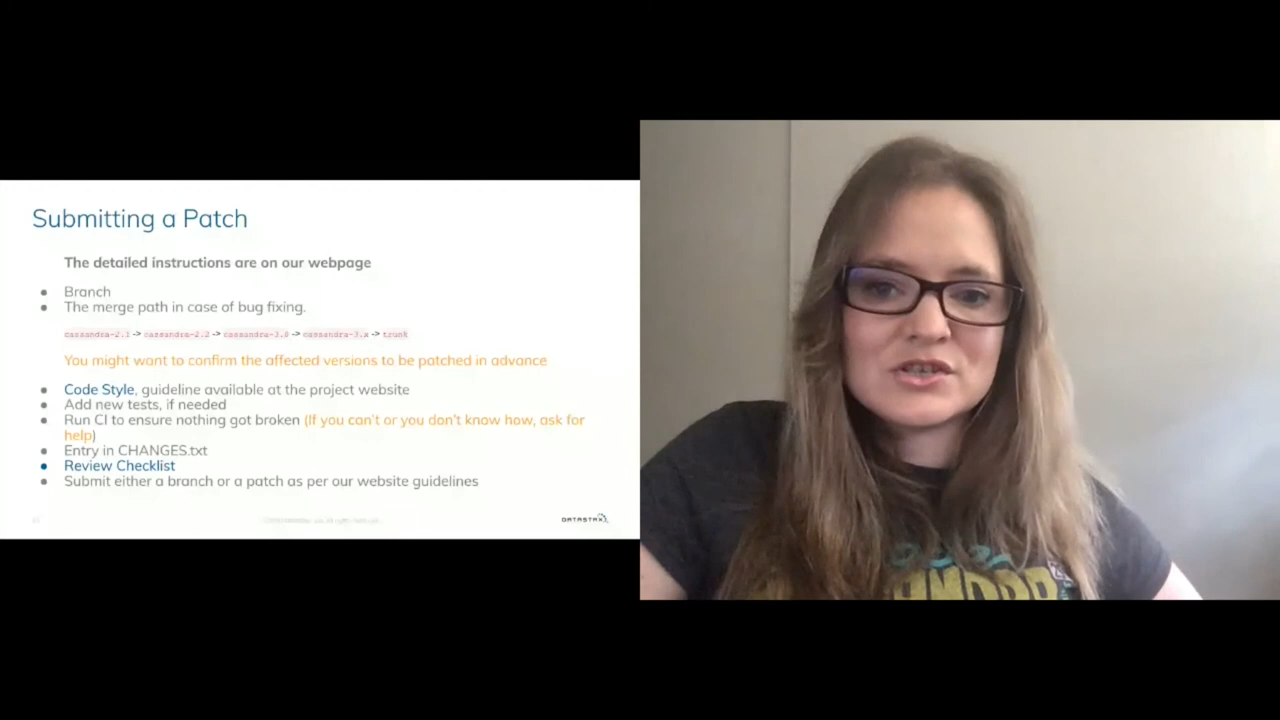 Submitting a Patch
The detailed instructions are on our webpage
● Branch
● The merge path in case of bug fixing.
cassandra-2.1 -> cassandra-2.2 -> cassandra-3.0 -> cassandra-3.x -> trunk
You might want to confirm the affected versions to be patched in advance
● Code Style, guideline available at the project website
● Add new tests, if needed
● Run CI to ensure nothing got broken (If you can't or you don't know how, ask for
help)
● Entry in CHANGES.txt
● Review Checklist
● Submit either a branch or a patch as per our website guidelines
DATASTAX